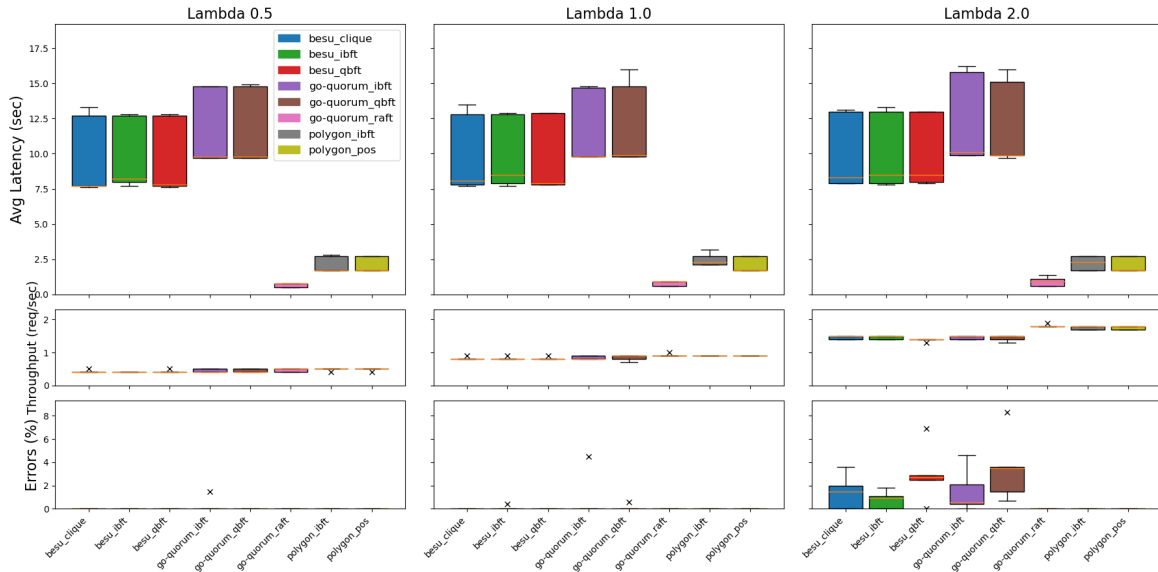 Lambda 0.5
Lambda 1.0
Lambda 2.0
Avg Latency (sec)
17.5
15.0
12.5
10.0
7.5
5.0
2.5
0.0
besu_clique
besu_ibft
besu_qbft
go-quorum_ibft
go-quorum_qbft
go-quorum_raft
polygon_ibft
polygon_pos
Throughput (req/sec)
2
1
0
Errors (%)
8
6
4
2
0
besu_clique
besu_ibft
besu_qbft
go-quorum_ibft
go-quorum_qbft
go-quorum_raft
polygon_ibft
polygon_pos
besu_clique
besu_ibft
besu_qbft
go-quorum_ibft
go-quorum_qbft
go-quorum_raft
polygon_ibft
polygon_pos
besu_clique
besu_ibft
besu_qbft
go-quorum_ibft
go-quorum_qbft
go-quorum_raft
polygon_ibft
polygon_pos